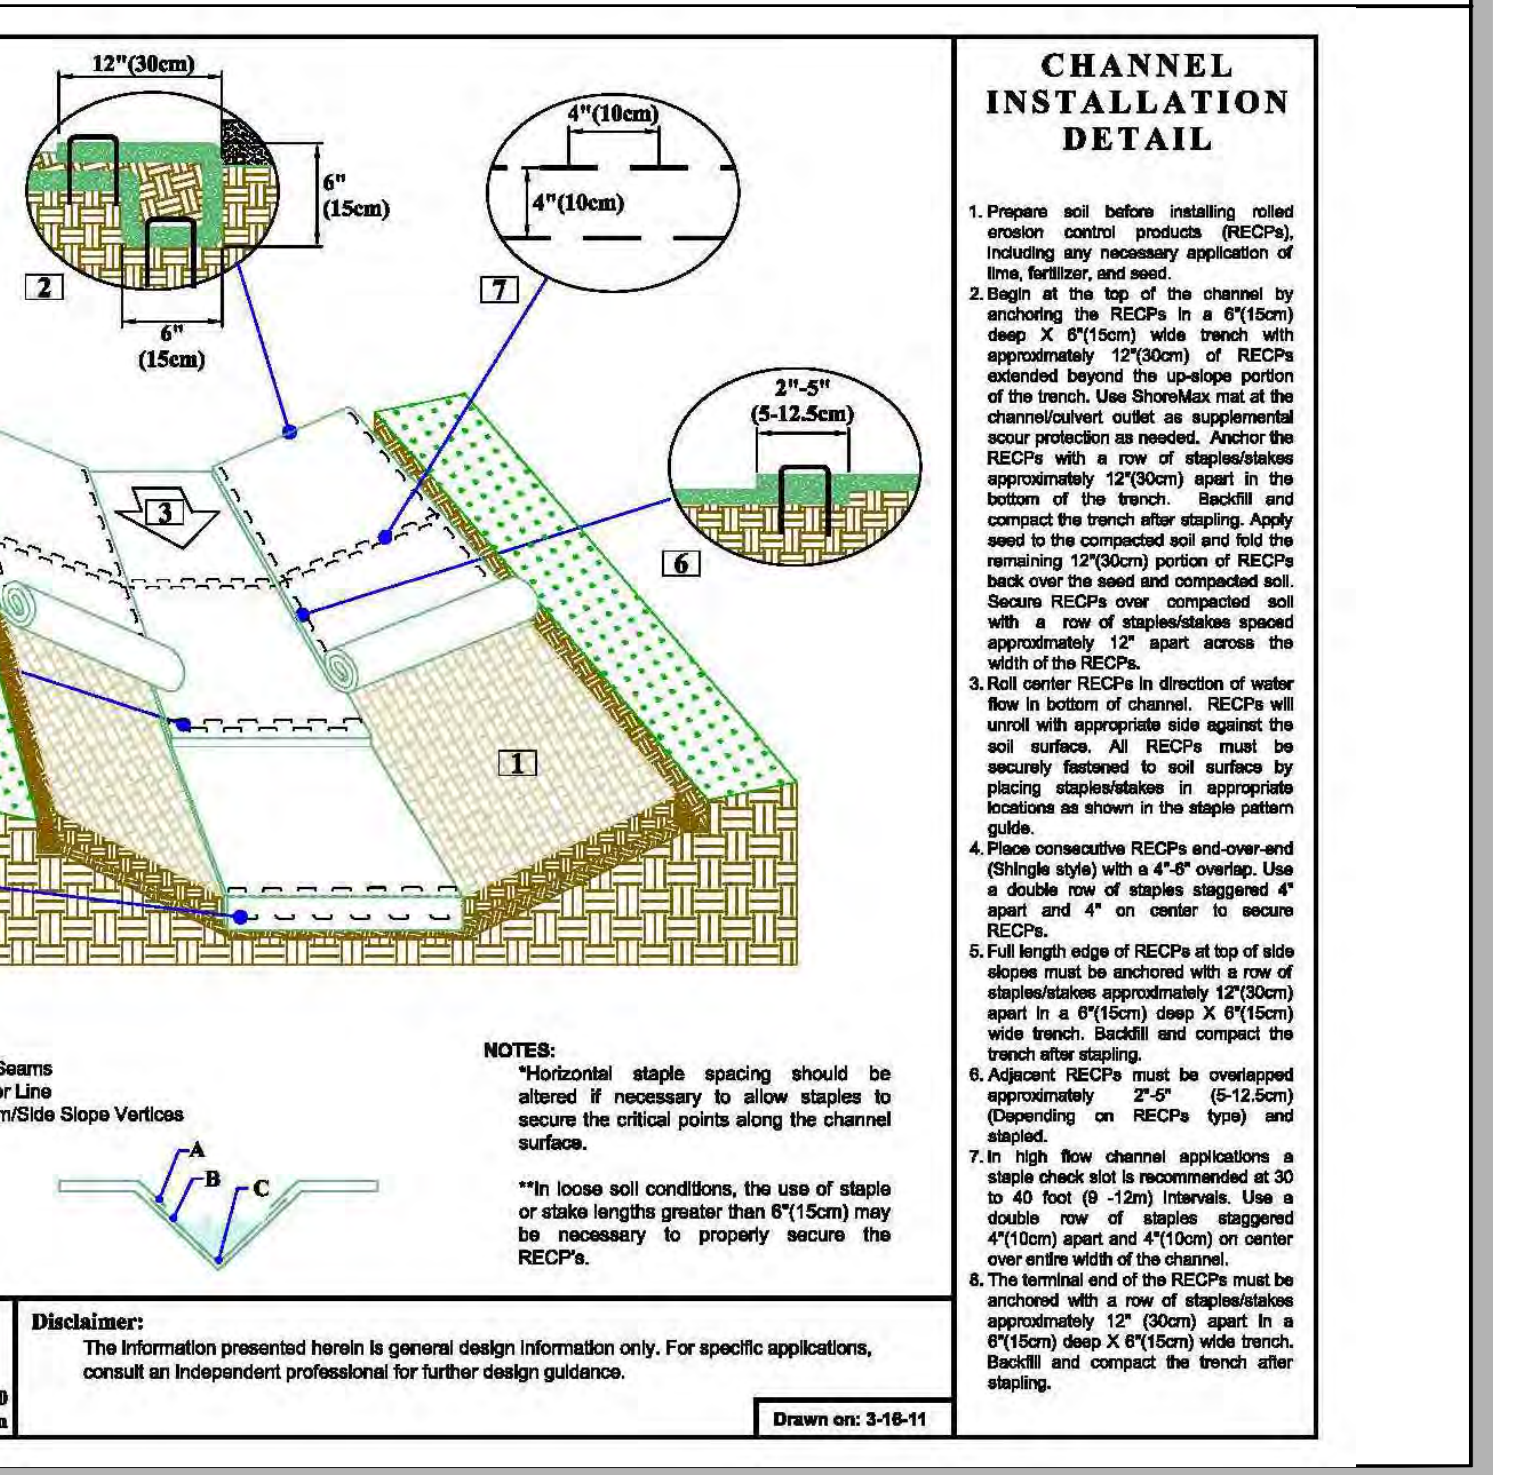 12"(30cm)
6"
(15cm)
2
6"
(15cm)
4"(10cm)
4"(10cm)
7
2"-5"
(5-12.5cm)
6
3
1
Seams
Line
Side Slope Vertices
A
B
C
NOTES:
*Horizontal staple spacing should be
altered if necessary to allow staples to
secure the critical points along the channel
surface.
**In loose soil conditions, the use of staple
or stake lengths greater than 6"(15cm) may
be necessary to properly secure the
RECP's.
Disclaimer:
The information presented herein is general design information only. For specific applications,
consult an independent professional for further design guidance.
Drawn on: 3-16-11
CHANNEL
INSTALLATION
DETAIL
1. Prepare soil before installing rolled
erosion control products (RECPs),
including any necessary application of
lime, fertilizer, and seed.
2. Begin at the top of the channel by
anchoring the RECPs in a 6"(15cm)
deep X 6"(15cm) wide trench with
approximately 12"(30cm) of RECPs
extended beyond the up-slope portion
of the trench. Use ShoreMax mat at the
channel/culvert outlet as supplemental
scour protection as needed. Anchor the
RECPs with a row of staples/stakes
approximately 12"(30cm) apart in the
bottom of the trench. Backfill and
compact the trench after stapling. Apply
seed to the compacted soil and fold the
remaining 12"(30cm) portion of RECPs
back over the seed and compacted soil.
Secure RECPs over compacted soil
with a row of staples/stakes spaced
approximately 12" apart across the
width of the RECPs.
3. Roll center RECPs in direction of water
flow in bottom of channel. RECPs will
unroll with appropriate side against the
soil surface. All RECPs must be
securely fastened to soil surface by
placing staples/stakes in appropriate
locations as shown in the staple pattern
guide.
4. Place consecutive RECPs end-over-end
(Shingle style) with a 4"-6" overlap. Use
a double row of staples staggered 4"
apart and 4" on center to secure
RECPs.
5. Full length edge of RECPs at top of side
slopes must be anchored with a row of
staples/stakes approximately 12"(30cm)
apart in a 6"(15cm) deep X 6"(15cm)
wide trench. Backfill and compact the
trench after stapling.
6. Adjacent RECPs must be overlapped
approximately 2"-5" (5-12.5cm)
(Depending on RECPs type) and
stapled.
7. In high flow channel applications a
staple check slot is recommended at 30
to 40 foot (9 -12m) intervals. Use a
double row of staples staggered
4"(10cm) apart and 4"(10cm) on center
over entire width of the channel.
8. The terminal end of the RECPs must be
anchored with a row of staples/stakes
approximately 12" (30cm) apart in a
6"(15cm) deep X 6"(15cm) wide trench.
Backfill and compact the trench after
stapling.